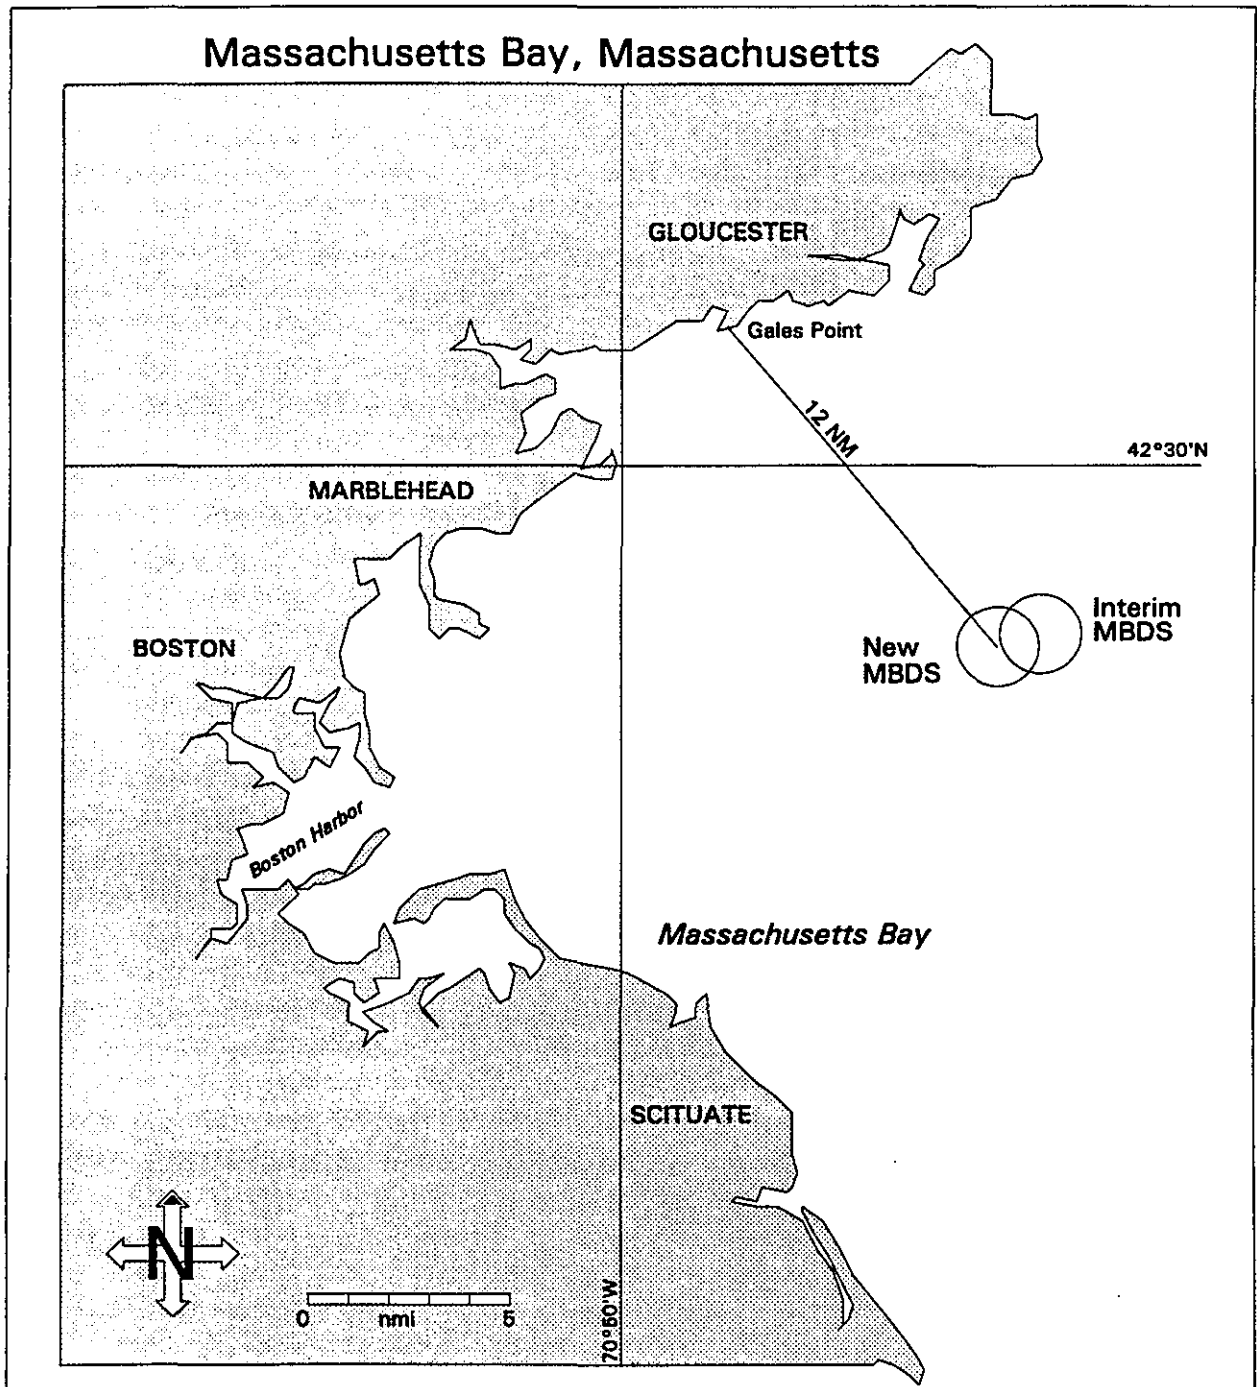 Massachusetts Bay, Massachusetts
GLOUCESTER
Gales Point
12 NM
42°30'N
MARBLEHEAD
Interim
MBDS
New
MBDS
BOSTON
Boston Harbor
Massachusetts Bay
SCITUATE
N
0 nmi 5
70°50'W